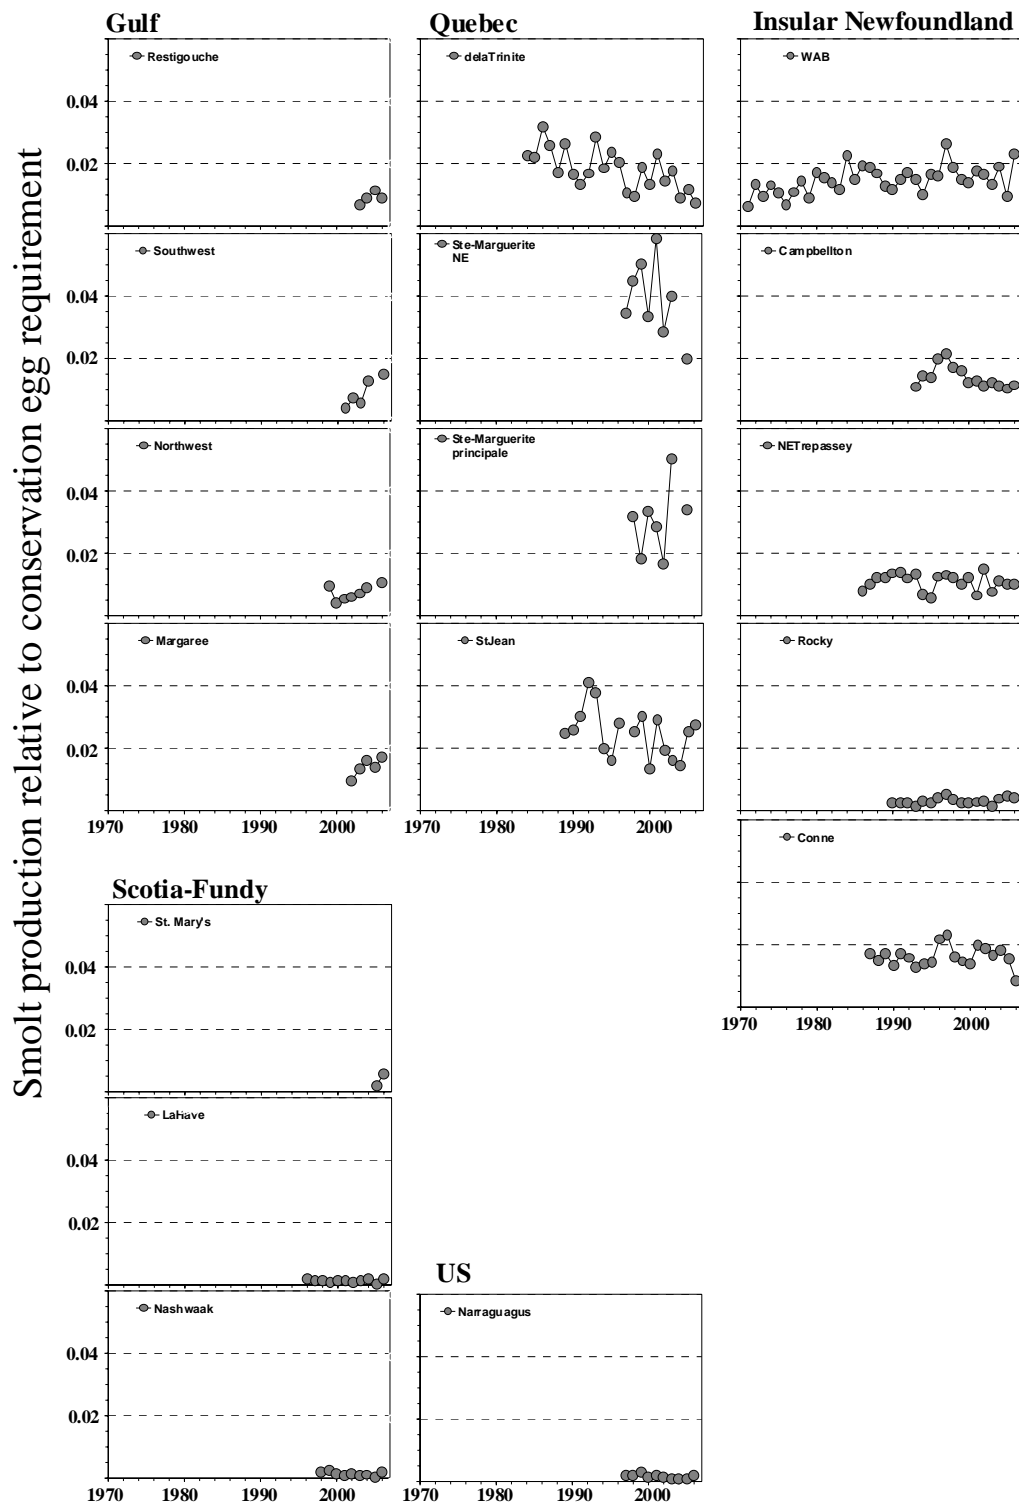 Smolt production relative to conservation egg requirement
Gulf
Restigouche
0.04
0.02
Southwest
0.04
0.02
Northwest
0.04
0.02
Margaree
0.04
0.02
1970 1980 1990 2000
Quebec
delaTrinite
Ste-Marguerite
NE
Ste-Marguerite
principale
StJean
1970 1980 1990 2000
Insular Newfoundland
WAB
Campbellton
NETrepassey
Rocky
Conne
1970 1980 1990 2000
Scotia-Fundy
St. Mary's
0.04
0.02
LaHave
0.04
0.02
Nashwaak
0.04
0.02
1970 1980 1990 2000
US
Narraguagus
1970 1980 1990 2000